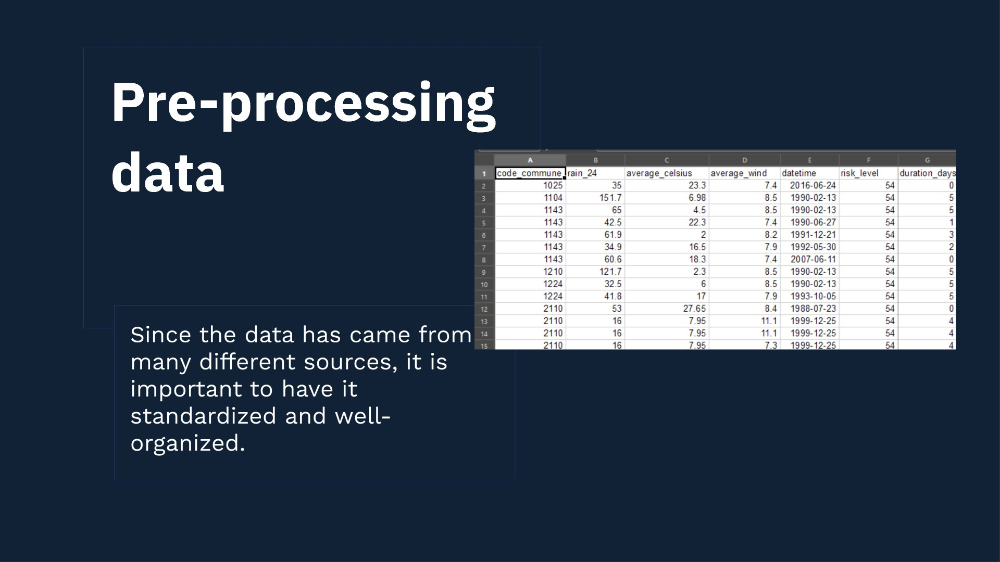 Pre-processing
data
Since the data has came from
many different sources, it is
important to have it
standardized and well-
organized.
A B C D E F G
1 code_commune rain_24 average_celsius average_wind datetime risk_level duration_days
2 1025 35 23.3 7.4 2016-06-24 54 0
3 1104 151.7 6.98 8.5 1990-02-13 54 5
4 1143 65 4.5 8.5 1990-02-13 54 5
5 1143 42.5 22.3 7.4 1990-06-27 54 1
6 1143 61.9 2 8.2 1991-12-21 54 3
7 1143 34.9 16.5 7.9 1992-05-30 54 2
8 1143 60.6 18.3 7.4 2007-06-11 54 0
9 1210 121.7 2.3 8.5 1990-02-13 54 5
10 1224 32.5 6 8.5 1990-02-13 54 5
11 1224 41.8 17 7.9 1993-10-05 54 5
12 2110 53 27.65 8.4 1988-07-23 54 0
13 2110 16 7.95 11.1 1999-12-25 54 4
14 2110 16 7.95 11.1 1999-12-25 54 4
15 2110 16 7.95 7.3 1999-12-25 54 4